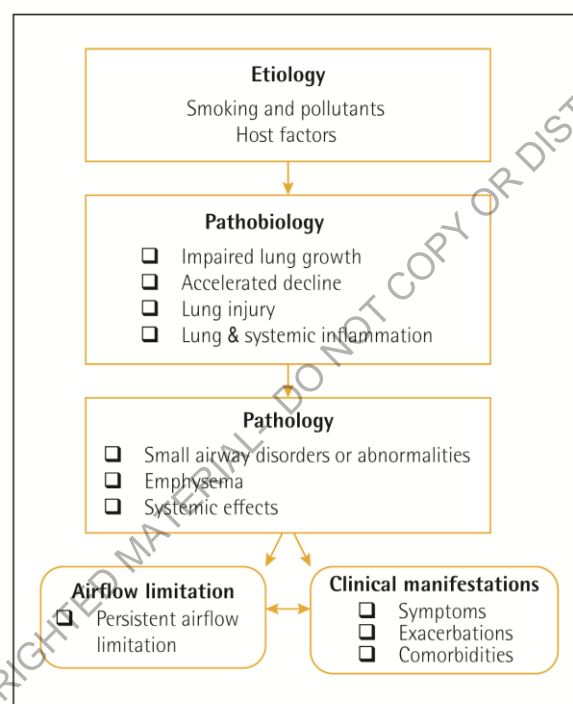 Etiology
Smoking and pollutants
Host factors
Pathobiology
❑ Impaired lung growth
❑ Accelerated decline
❑ Lung injury
❑ Lung & systemic inflammation
Pathology
❑ Small airway disorders or abnormalities
❑ Emphysema
❑ Systemic effects
Airflow limitation
❑ Persistent airflow
limitation
Clinical manifestations
❑ Symptoms
❑ Exacerbations
❑ Comorbidities
RIGHTED MATERIAL- DO NOT COPY OR DIST